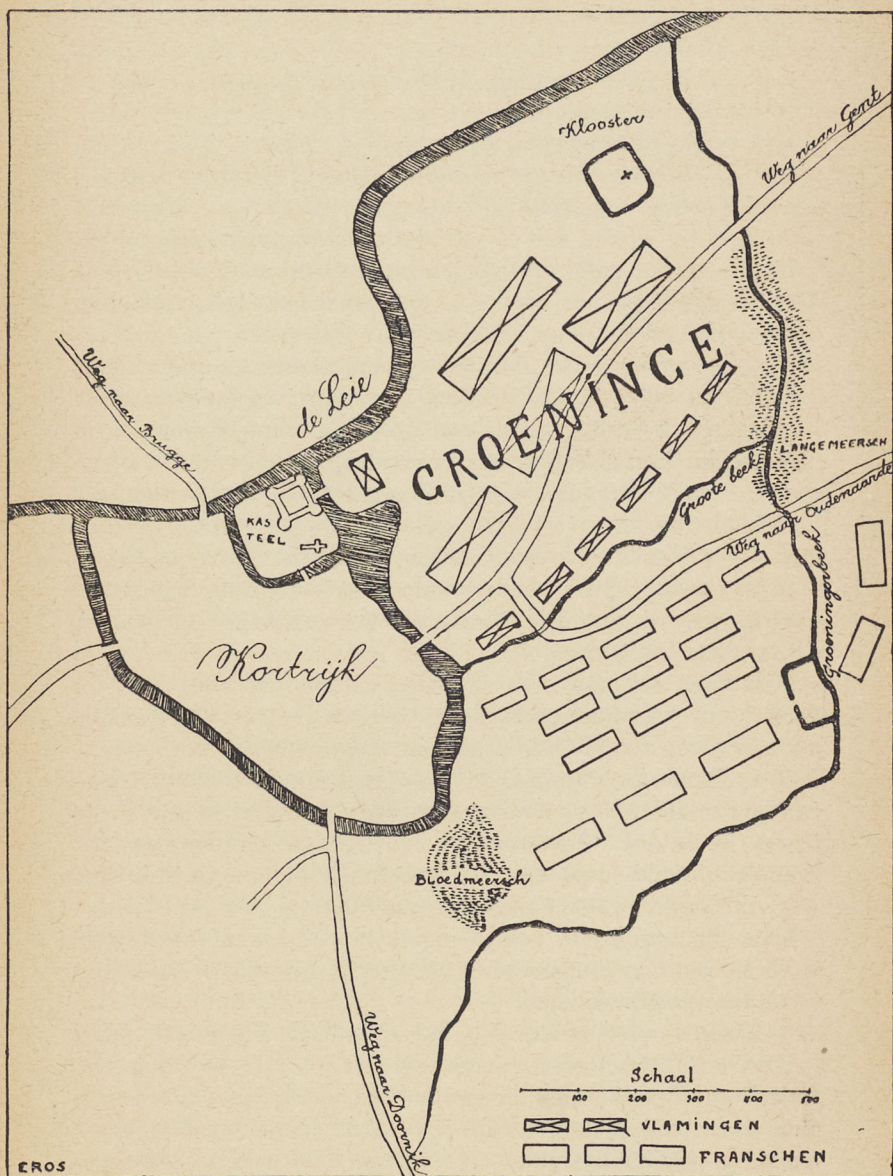 Klooster
Weg naar Gent
Weg naar Brugge
de Leie
GROENINGE
LANGEMEERSCH
Groote beek
Weg naar Oudenaarde
KAS
TEEL
Groeningerbeek
Kortrijk
Bloedmeersch
Weg naar Doornik
Schaal
100 200 300 400 500
VLAMINGEN
FRANSCHEN
EROS